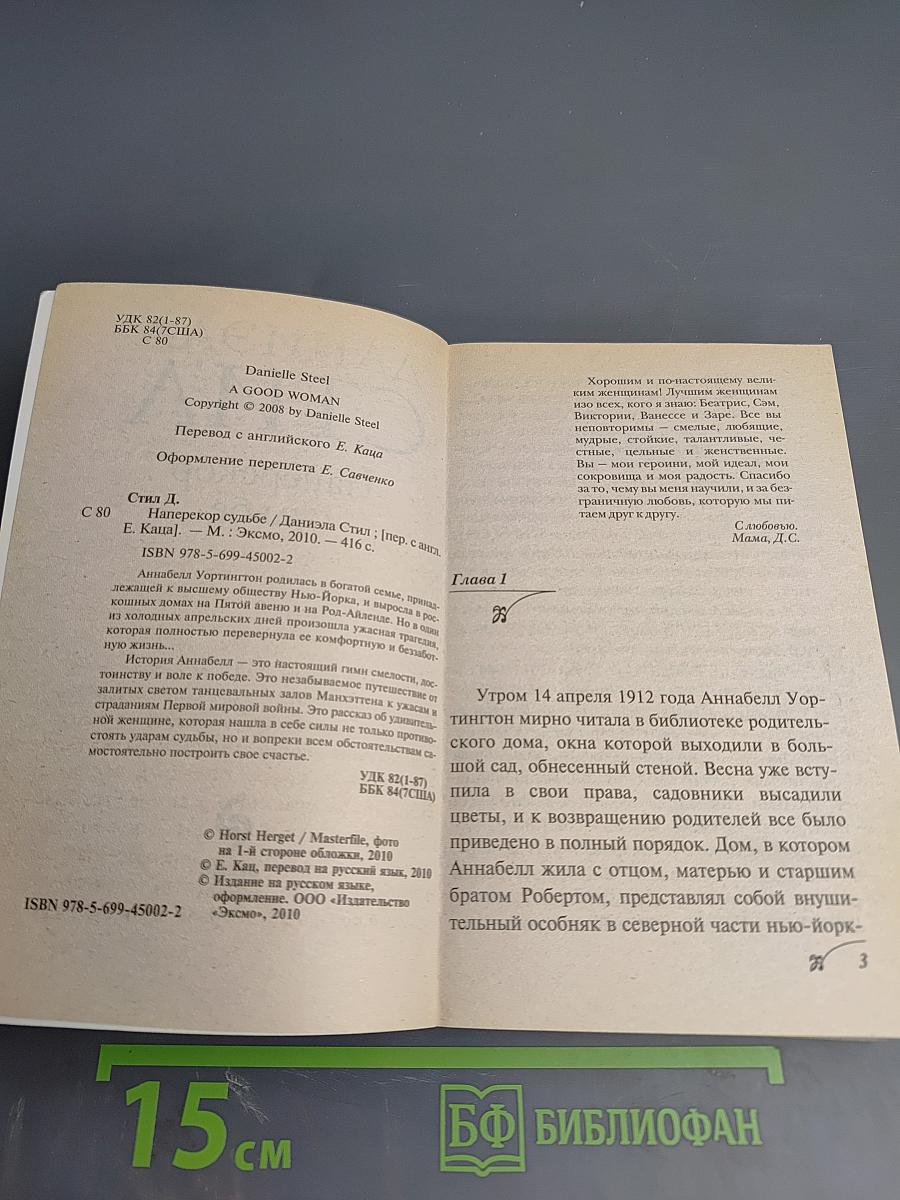 УДК 82(1-87)
ББК 84(7США)
С 80
Danielle Steel
A GOOD WOMAN
Copyright © 2008 by Danielle Steel
Перевод с английского Е. Каца
Оформление переплета Е. Савченко
Стил Д.
С 80 Наперекор судьбе / Даниэла Стил ; [пер. с англ.
Е. Каца]. — М. : Эксмо, 2010. — 416 с.
ISBN 978-5-699-45002-2
Аннабелл Уортингтон родилась в богатой семье, принад-
лежащей к высшему обществу Нью-Йорка, и выросла в рос-
кошных домах на Пятой авеню и на Род-Айленде. Но в один
из холодных апрельских дней произошла ужасная трагедия,
которая полностью перевернула ее комфортную и беззабот-
ную жизнь...
История Аннабелл — это настоящий гимн смелости, дос-
тоинству и воле к победе. Это незабываемое путешествие от
залитых светом танцевальных залов Манхэттена к ужасам и
страданиям Первой мировой войны. Это рассказ об удивитель-
ной женщине, которая нашла в себе силы не только противо-
стоять ударам судьбы, но и вопреки всем обстоятельствам са-
мостоятельно построить свое счастье.
УДК 82(1-87)
ББК 84(7США)
© Horst Herget / Masterfile, фото
на 1-й стороне обложки, 2010
© Е. Кац, перевод на русский язык, 2010
© Издание на русском языке,
оформление. ООО «Издательство
«Эксмо», 2010
ISBN 978-5-699-45002-2
Хорошим и по-настоящему вели-
ким женщинам! Лучшим женщинам
изо всех, кого я знаю: Беатрис, Сэм,
Виктории, Ванессе и Заре. Все вы
неповторимы — смелые, любящие,
мудрые, стойкие, талантливые, че-
стные, цельные и женственные.
Вы — мои героини, мой идеал, мои
сокровища и моя радость. Спасибо
за то, чему вы меня научили, и за без-
граничную любовь, которую мы пи-
таем друг к другу.
С любовью.
Мама, Д.С.
Глава 1
Утром 14 апреля 1912 года Аннабелл Уор-
тингтон мирно читала в библиотеке родитель-
ского дома, окна которой выходили в боль-
шой сад, обнесенный стеной. Весна уже всту-
пила в свои права, садовники высадили
цветы, и к возвращению родителей все было
приведено в полный порядок. Дом, в котором
Аннабелл жила с отцом, матерью и старшим
братом Робертом, представлял собой внуши-
тельный особняк в северной части нью-йорк-
3
15 см
БФ БИБЛИОФАН